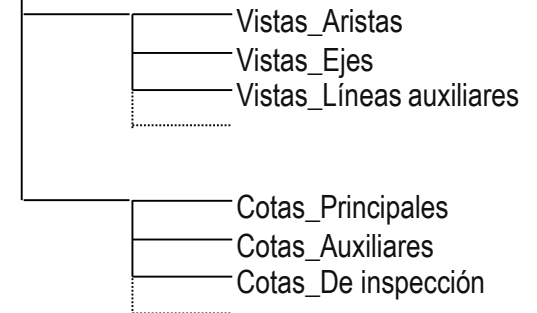 Vistas_Aristas
Vistas_Ejes
Vistas_Líneas auxiliares
Cotas_Principales
Cotas_Auxiliares
Cotas_De inspección